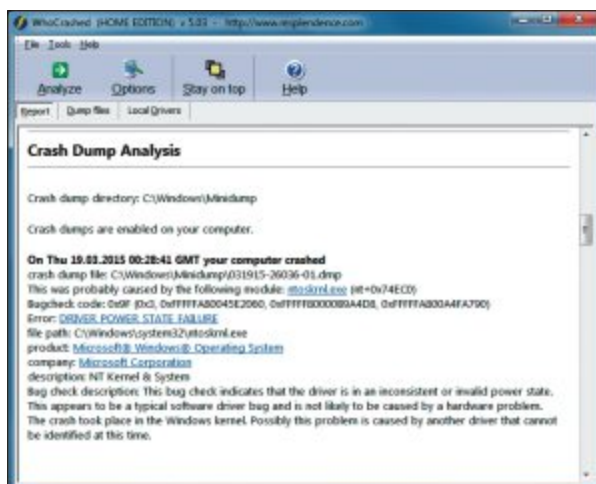 WhoCrashed (HOME EDITION) v 5.03 - http://www.resplendence.com
File Tools Help
Analyze Options Stay on top Help
Report Dump files Local Drivers
Crash Dump Analysis
Crash dump directory: C:\Windows\Minidump
Crash dumps are enabled on your computer.
On Thu 19.03.2015 00:28:41 GMT your computer crashed
crash dump file: C:\Windows\Minidump\031915-26036-01.dmp
This was probably caused by the following module: ntoskrnl.exe (nt+0x74EC0)
Bugcheck code: 0x9F (0x3, 0xFFFFFA80045E2060, 0xFFFFF80000B9A4D8, 0xFFFFFA800A4FA790)
Error: DRIVER_POWER_STATE_FAILURE
file path: C:\Windows\system32\ntoskrnl.exe
product: Microsoft® Windows® Operating System
company: Microsoft Corporation
description: NT Kernel & System
Bug check description: This bug check indicates that the driver is in an inconsistent or invalid power state.
This appears to be a typical software driver bug and is not likely to be caused by a hardware problem.
The crash took place in the Windows kernel. Possibly this problem is caused by another driver that cannot
be identified at this time.